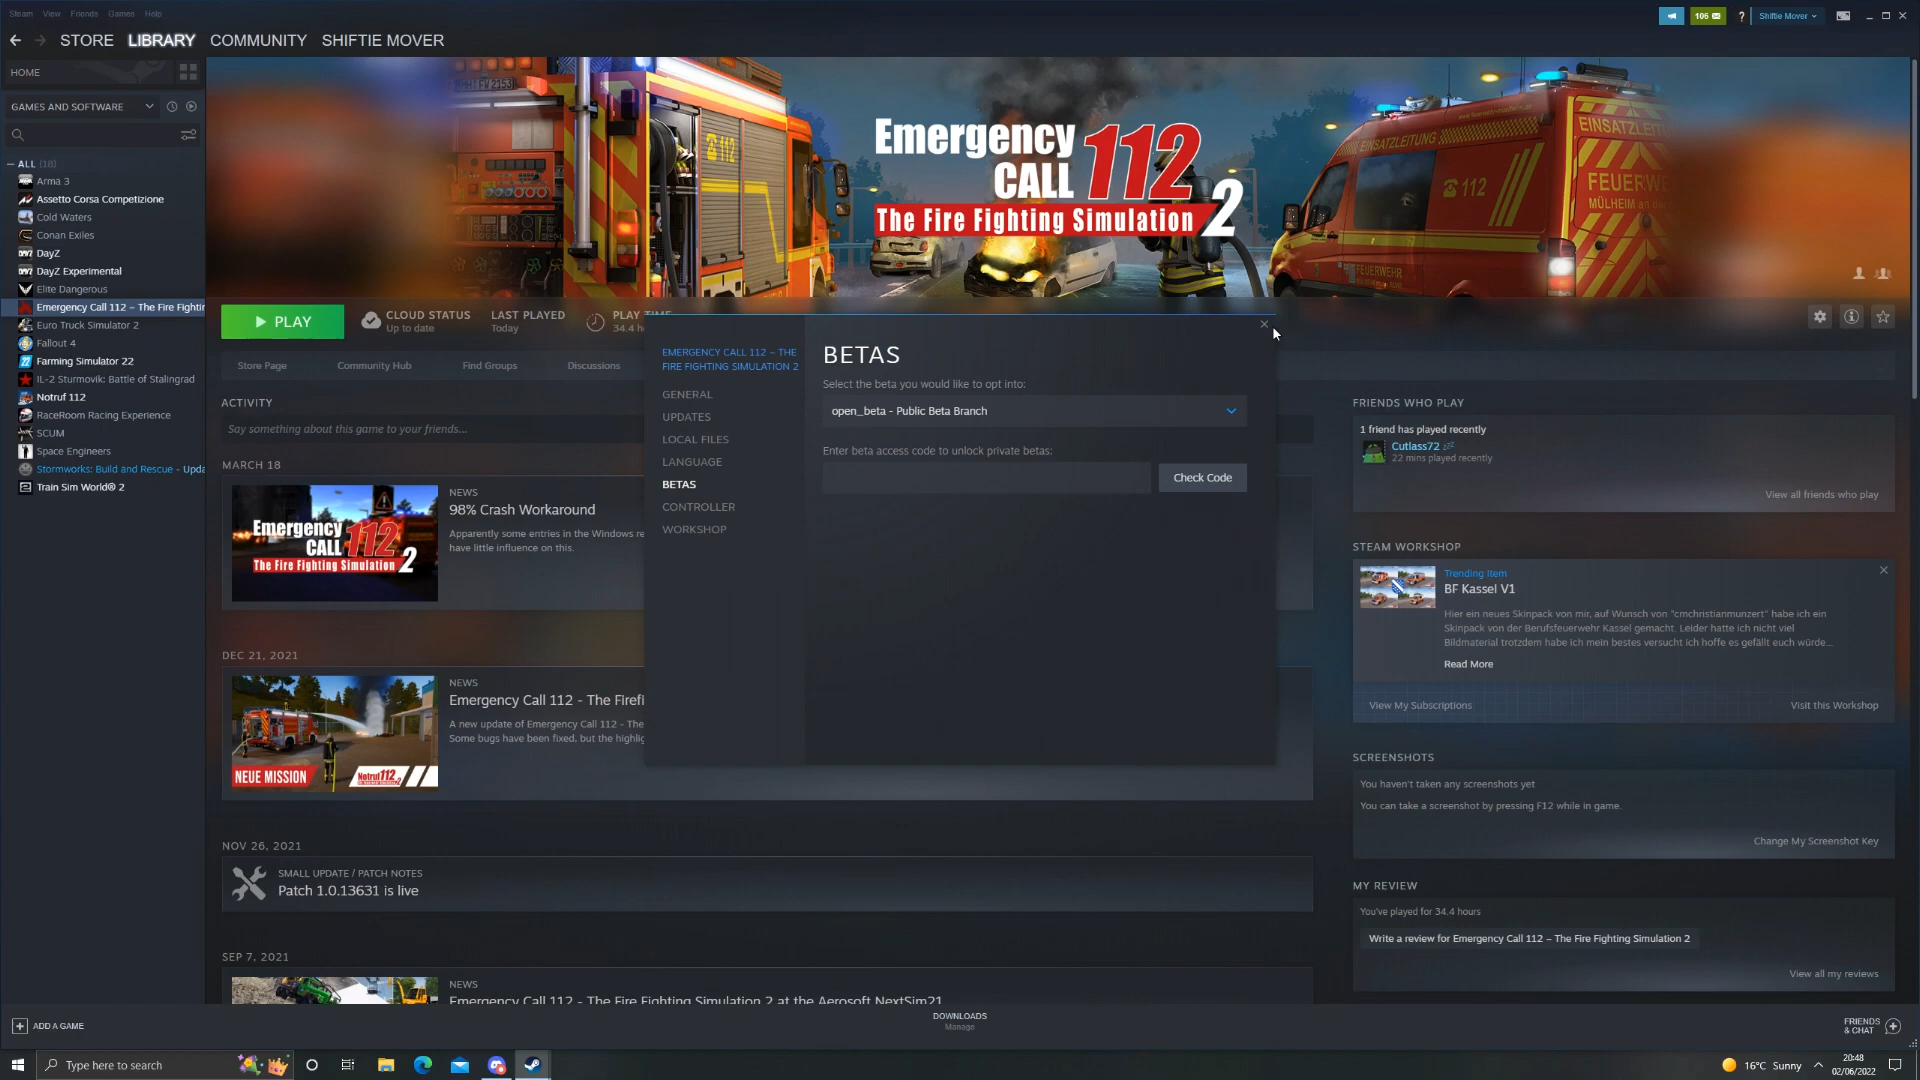 Steam View Friends Games Help
106
?
Shiftie Mover
STORE LIBRARY COMMUNITY SHIFTIE MOVER
HOME
GAMES AND SOFTWARE
ALL (18)
Arma 3
Assetto Corsa Competizione
Cold Waters
Conan Exiles
DayZ
DayZ Experimental
Elite Dangerous
Emergency Call 112 – The Fire Fightin
Euro Truck Simulator 2
Fallout 4
Farming Simulator 22
IL-2 Sturmovik: Battle of Stalingrad
Notruf 112
RaceRoom Racing Experience
SCUM
Space Engineers
Stormworks: Build and Rescue - Upda
Train Sim World® 2
Emergency
CALL 112
The Fire Fighting Simulation 2
112
EINSATZLEITUNG
112
FEUERWEHR
EINSATZLEIT
FEUERWE
MÜLHEIM an de
PLAY
CLOUD STATUS
Up to date
LAST PLAYED
Today
PLAY TIME
34.4 h
Store Page
Community Hub
Find Groups
Discussions
ACTIVITY
Say something about this game to your friends...
MARCH 18
Emergency
CALL 112
The Fire Fighting Simulation 2
NEWS
98% Crash Workaround
Apparently some entries in the Windows re
have little influence on this.
DEC 21, 2021
NEUE MISSION
Notruf 112
2
NEWS
Emergency Call 112 - The Firefi
A new update of Emergency Call 112 - The
Some bugs have been fixed, but the highlig
NOV 26, 2021
SMALL UPDATE / PATCH NOTES
Patch 1.0.13631 is live
SEP 7, 2021
NEWS
Emergency Call 112 - The Fire Fighting Simulation 2 at the Aerosoft NextSim21
EMERGENCY CALL 112 – THE
FIRE FIGHTING SIMULATION 2
GENERAL
UPDATES
LOCAL FILES
LANGUAGE
BETAS
CONTROLLER
WORKSHOP
BETAS
Select the beta you would like to opt into:
open_beta - Public Beta Branch
Enter beta access code to unlock private betas:
Check Code
FRIENDS WHO PLAY
1 friend has played recently
Cutlass72 zzz
22 mins played recently
View all friends who play
STEAM WORKSHOP
Trending Item
BF Kassel V1
Hier ein neues Skinpack von mir, auf Wunsch von "cmchristianmunzert" habe ich ein
Skinpack von der Berufsfeuerwehr Kassel gemacht. Leider hatte ich nicht viel
Bildmaterial trotzdem habe ich mein bestes versucht ich hoffe es gefällt euch würde...
Read More
View My Subscriptions
Visit this Workshop
SCREENSHOTS
You haven't taken any screenshots yet
You can take a screenshot by pressing F12 while in game.
Change My Screenshot Key
MY REVIEW
You've played for 34.4 hours
Write a review for Emergency Call 112 – The Fire Fighting Simulation 2
View all my reviews
ADD A GAME
DOWNLOADS
Manage
FRIENDS
& CHAT
Type here to search
16°C Sunny
20:48
02/06/2022